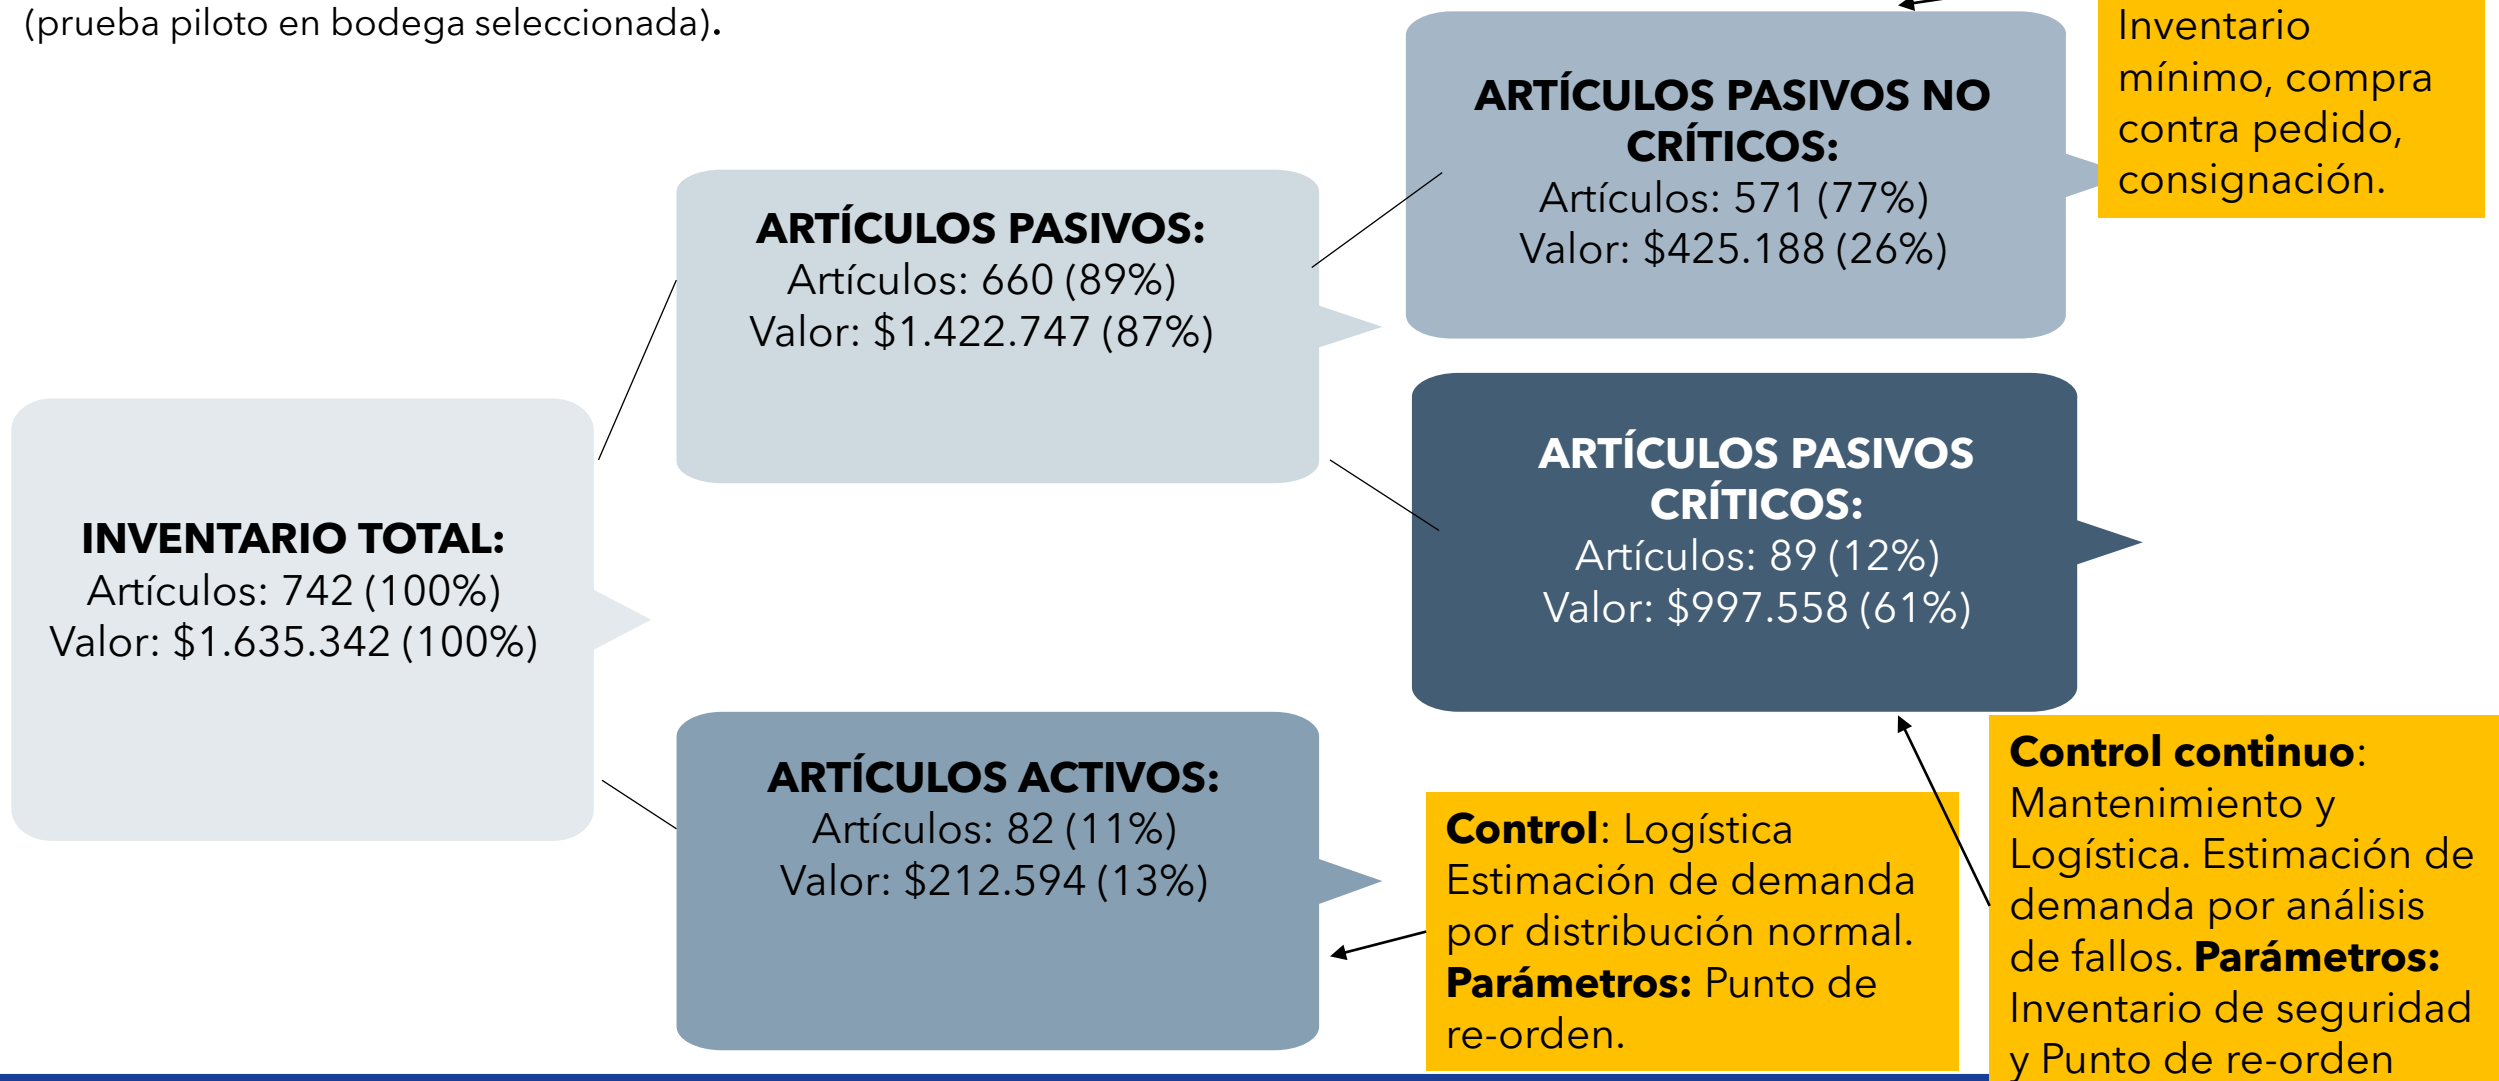 (prueba piloto en bodega seleccionada).
Inventario
mínimo, compra
contra pedido,
consignación.
ARTÍCULOS PASIVOS NO
CRÍTICOS:
Artículos: 571 (77%)
Valor: $425.188 (26%)
ARTÍCULOS PASIVOS:
Artículos: 660 (89%)
Valor: $1.422.747 (87%)
ARTÍCULOS PASIVOS
CRÍTICOS:
Artículos: 89 (12%)
Valor: $997.558 (61%)
INVENTARIO TOTAL:
Artículos: 742 (100%)
Valor: $1.635.342 (100%)
ARTÍCULOS ACTIVOS:
Artículos: 82 (11%)
Valor: $212.594 (13%)
Control: Logística
Estimación de demanda
por distribución normal.
Parámetros: Punto de
re-orden.
Control continuo:
Mantenimiento y
Logística. Estimación de
demanda por análisis
de fallos. Parámetros:
Inventario de seguridad
y Punto de re-orden